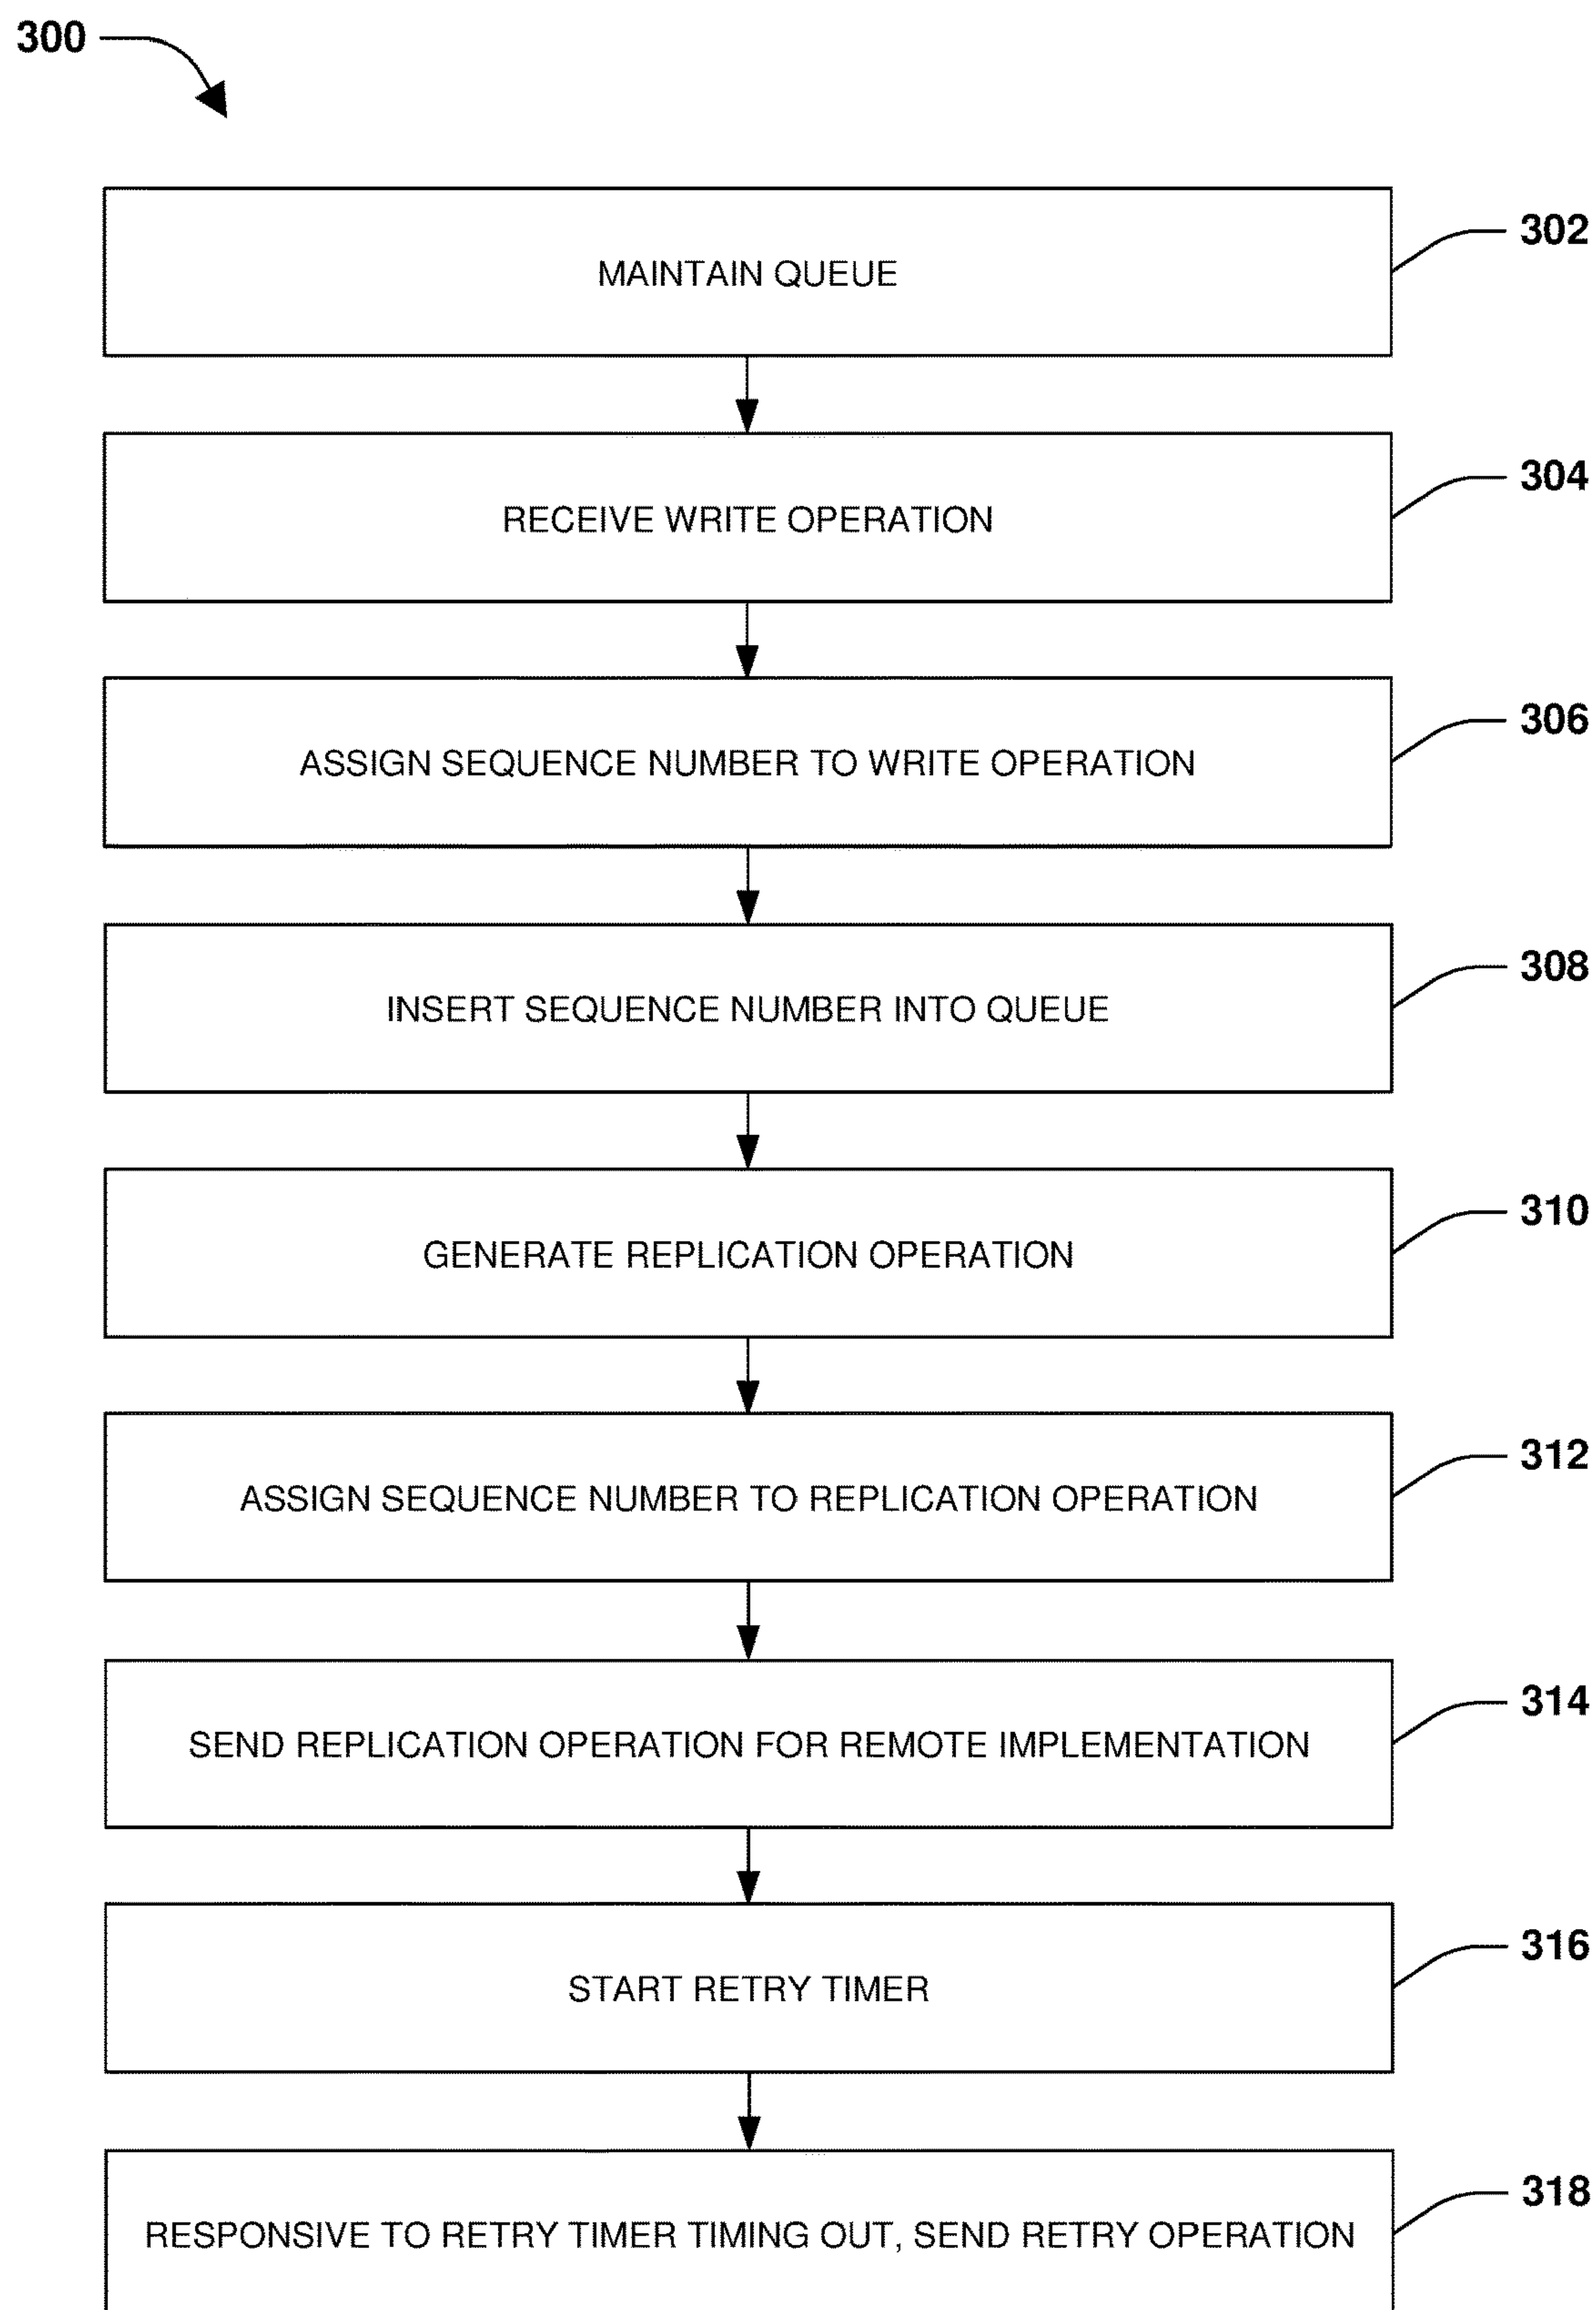 300
302
MAINTAIN QUEUE
304
RECEIVE WRITE OPERATION
306
ASSIGN SEQUENCE NUMBER TO WRITE OPERATION
308
INSERT SEQUENCE NUMBER INTO QUEUE
310
GENERATE REPLICATION OPERATION
312
ASSIGN SEQUENCE NUMBER TO REPLICATION OPERATION
314
SEND REPLICATION OPERATION FOR REMOTE IMPLEMENTATION
316
START RETRY TIMER
318
RESPONSIVE TO RETRY TIMER TIMING OUT, SEND RETRY OPERATION